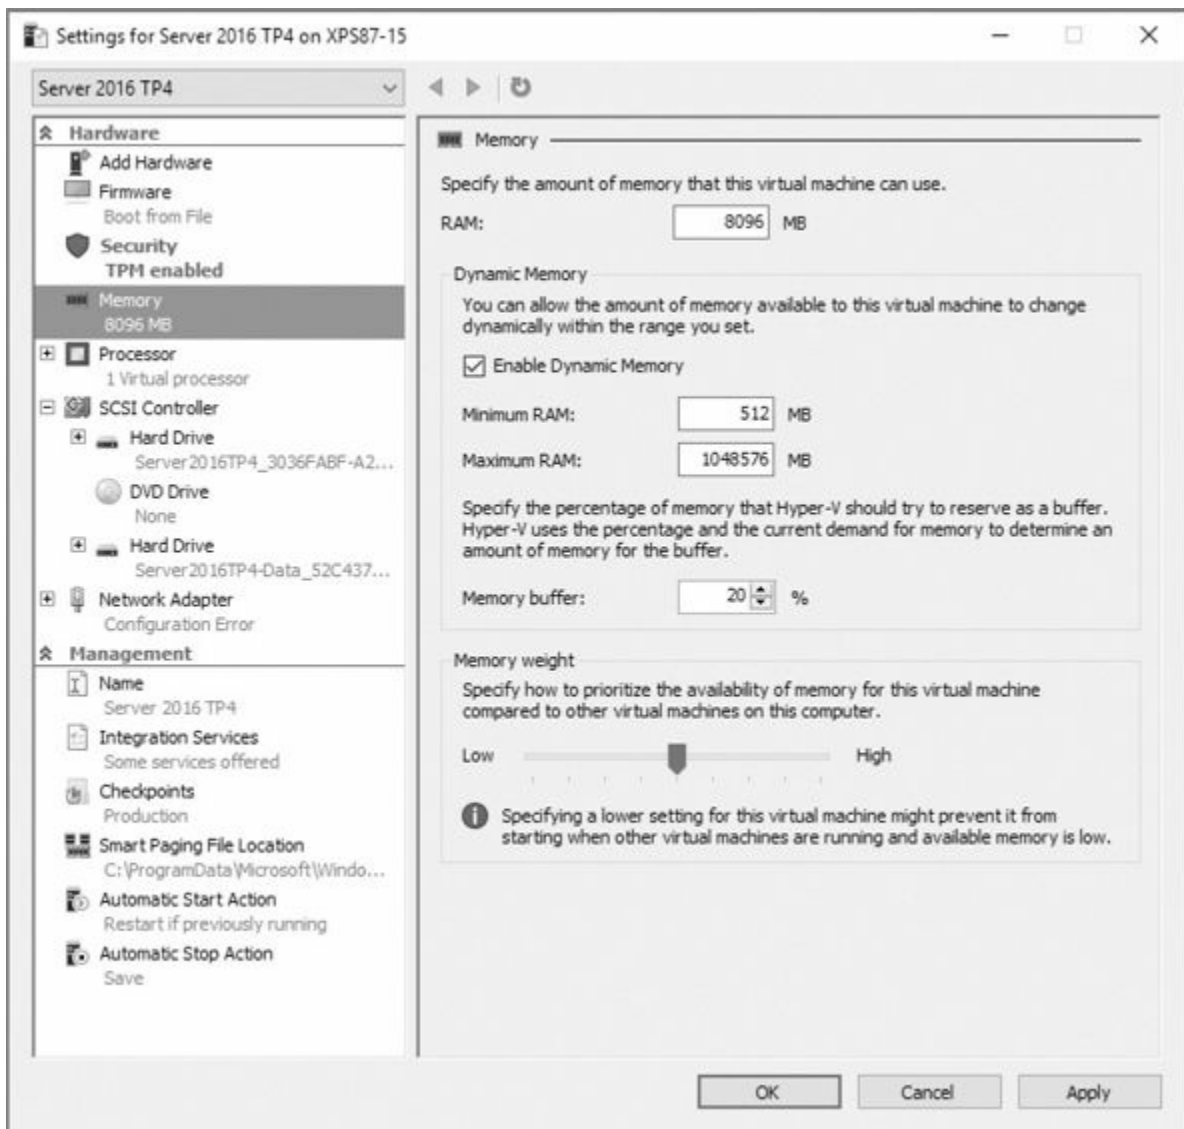 Settings for Server 2016 TP4 on XPS87-15
Server 2016 TP4
Hardware
Add Hardware
Firmware
Boot from File
Security
TPM enabled
Memory
8096 MB
Processor
1 Virtual processor
SCSI Controller
Hard Drive
Server2016TP4_3036FABF-A2...
DVD Drive
None
Hard Drive
Server2016TP4-Data_52C437...
Network Adapter
Configuration Error
Management
Name
Server 2016 TP4
Integration Services
Some services offered
Checkpoints
Production
Smart Paging File Location
C:\ProgramData\Microsoft\Windo...
Automatic Start Action
Restart if previously running
Automatic Stop Action
Save
Memory
Specify the amount of memory that this virtual machine can use.
RAM: 8096 MB
Dynamic Memory
You can allow the amount of memory available to this virtual machine to change
dynamically within the range you set.
Enable Dynamic Memory
Minimum RAM: 512 MB
Maximum RAM: 1048576 MB
Specify the percentage of memory that Hyper-V should try to reserve as a buffer.
Hyper-V uses the percentage and the current demand for memory to determine an
amount of memory for the buffer.
Memory buffer: 20 %
Memory weight
Specify how to prioritize the availability of memory for this virtual machine
compared to other virtual machines on this computer.
Low High
Specifying a lower setting for this virtual machine might prevent it from
starting when other virtual machines are running and available memory is low.
OK Cancel Apply